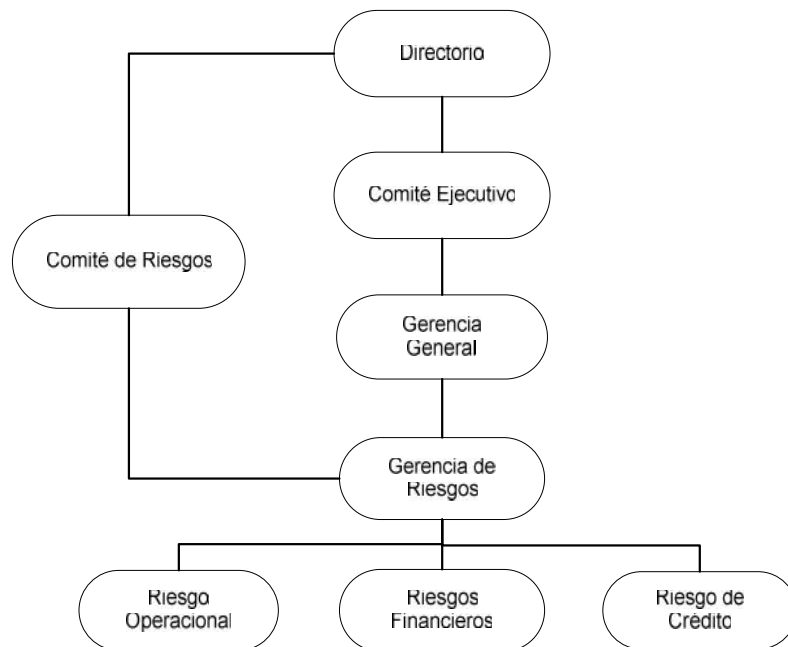 Directorio
Comité Ejecutivo
Comité de Riesgos
Gerencia
General
Gerencia de
Riesgos
Riesgo
Operacional
Riesgos
Financieros
Riesgo de
Crédito